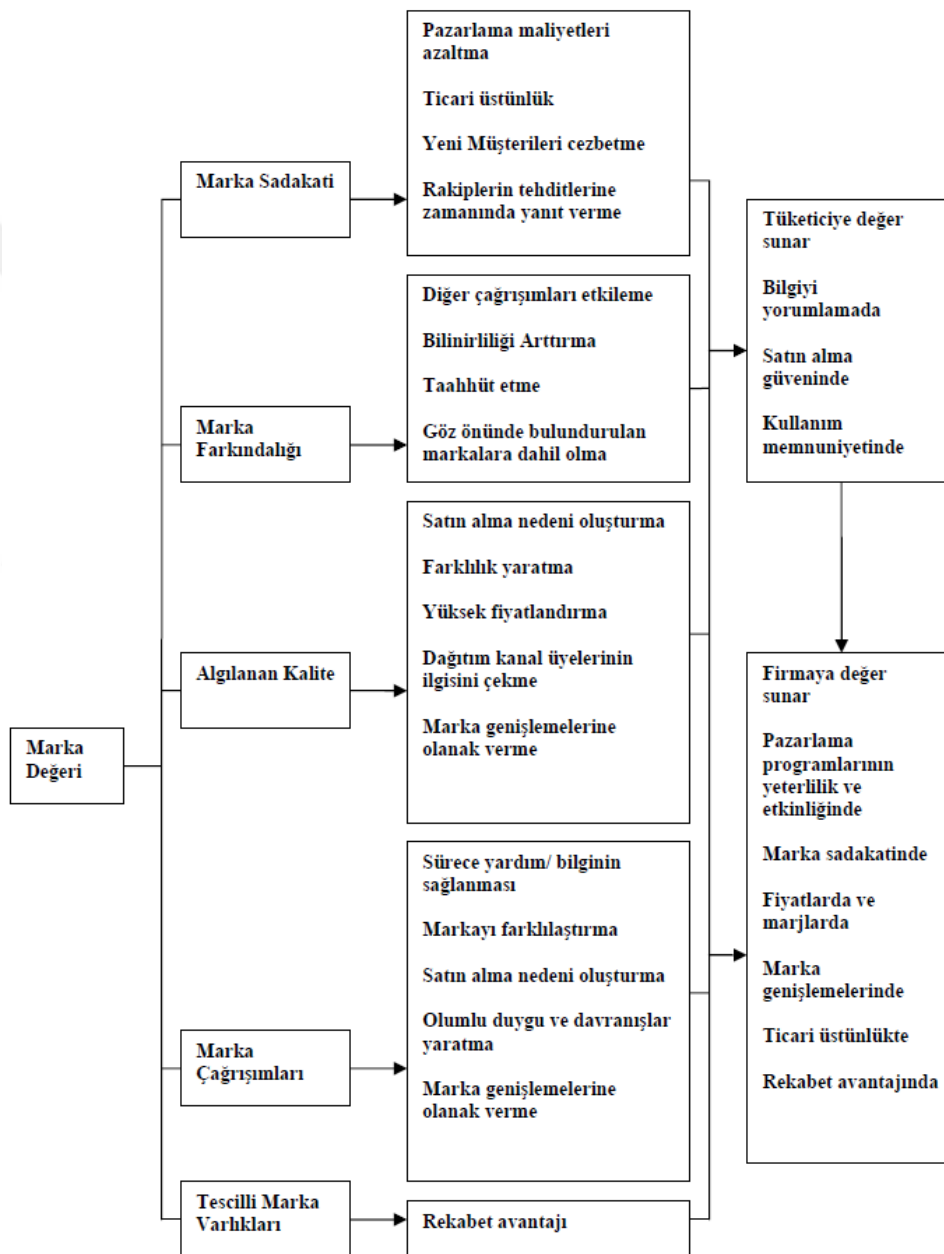 Marka
Değeri
Marka Sadakati
Pazarlama maliyetleri
azaltma
Ticari üstünlük
Yeni Müşterileri cezbetme
Rakiplerin tehditlerine
zamanında yanıt verme
Marka
Farkındalığı
Diğer çağrışımları etkileme
Bilinirliliği Arttırma
Taahhüt etme
Göz önünde bulundurulan
markalara dahil olma
Algılanan Kalite
Satın alma nedeni oluşturma
Farklılık yaratma
Yüksek fiyatlandırma
Dağıtım kanal üyelerinin
ilgisini çekme
Marka genişlemelerine
olanak verme
Marka
Çağrışımları
Sürece yardım/ bilginin
sağlanması
Markayı farklılaştırma
Satın alma nedeni oluşturma
Olumlu duygu ve davranışlar
yaratma
Marka genişlemelerine
olanak verme
Tescilli Marka
Varlıkları
Rekabet avantajı
Tüketiciye değer
sunar
Bilgiyi
yorumlamada
Satın alma
güveninde
Kullanım
memnuniyetinde
Firmaya değer
sunar
Pazarlama
programlarının
yeterlilik ve
etkinliğinde
Marka sadakatinde
Fiyatlarda ve
marjlarda
Marka
genişlemelerinde
Ticari üstünlükte
Rekabet avantajında